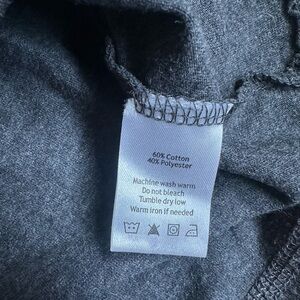 60% Cotton
40% Polyester
Machine wash warm
Do not bleach
Tumble dry low
Warm iron if needed